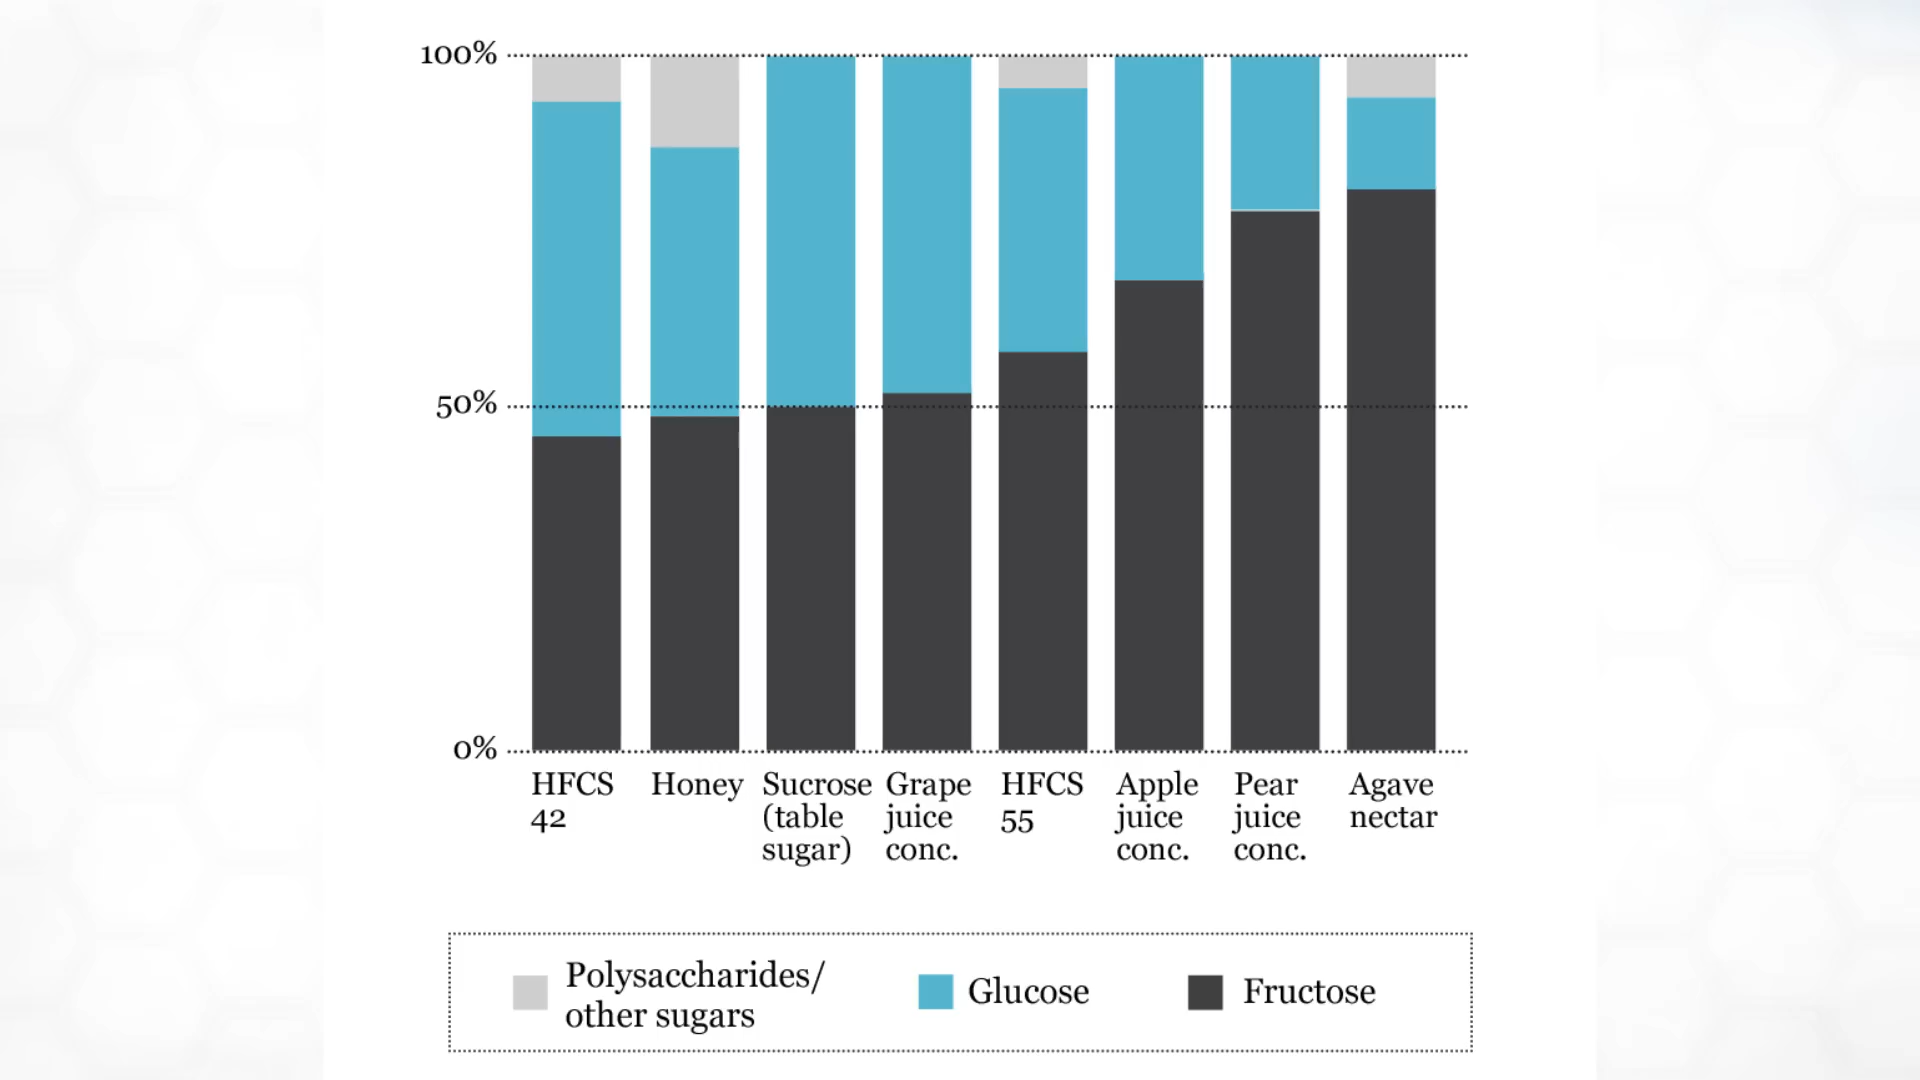 100%
50%
0%
HFCS
42
Honey
Sucrose
(table
sugar)
Grape
juice
conc.
HFCS
55
Apple
juice
conc.
Pear
juice
conc.
Agave
nectar
Polysaccharides/
other sugars
Glucose
Fructose